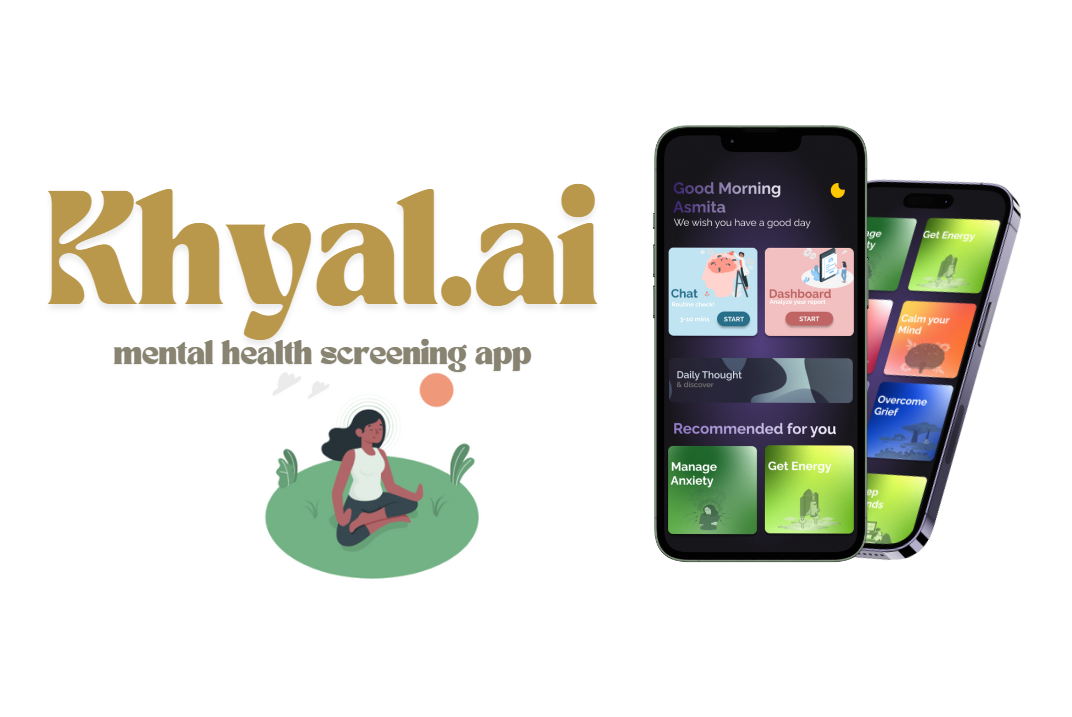 Khyal.ai
mental health screening app
Good Morning
Asmita
We wish you have a good day
Chat
Routine check!
3-10 mins
START
Dashboard
Analyze your report
START
Daily Thought
& discover
Recommended for you
Manage
Anxiety
Get Energy
Get Energy
Calm your
Mind
Overcome
Grief